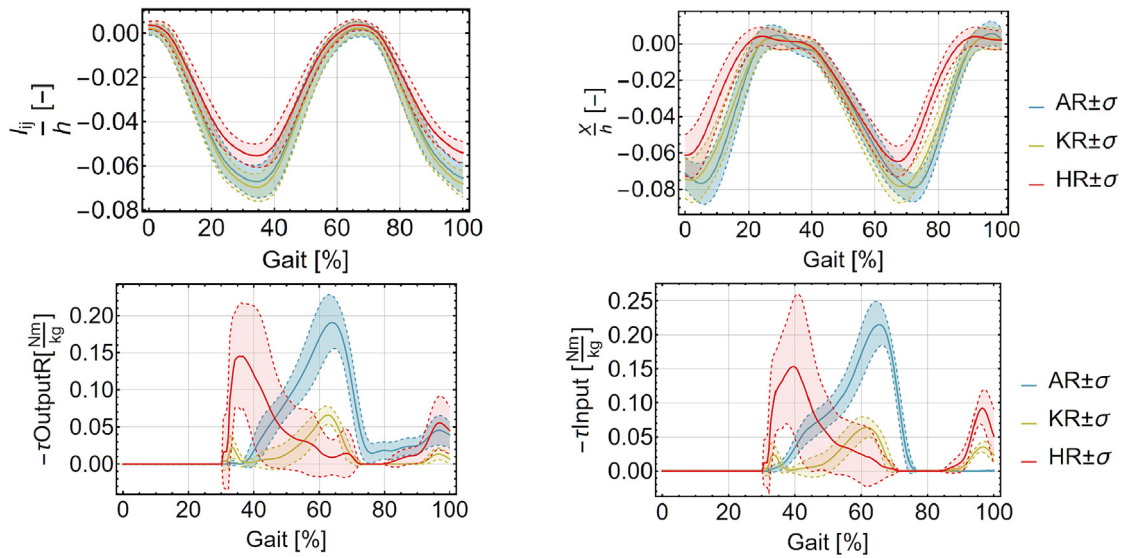 0.00
−0.02
−0.04
−0.06
−0.08
l_ij/h [−]
0 20 40 60 80 100
Gait [%]
0.00
−0.02
−0.04
−0.06
−0.08
x/h [−]
0 20 40 60 80 100
Gait [%]
AR±σ
KR±σ
HR±σ
0.20
0.15
0.10
0.05
0.00
−τOutputR[Nm/kg]
0 20 40 60 80 100
Gait [%]
0.25
0.20
0.15
0.10
0.05
0.00
−τInput [Nm/kg]
0 20 40 60 80 100
Gait [%]
AR±σ
KR±σ
HR±σ